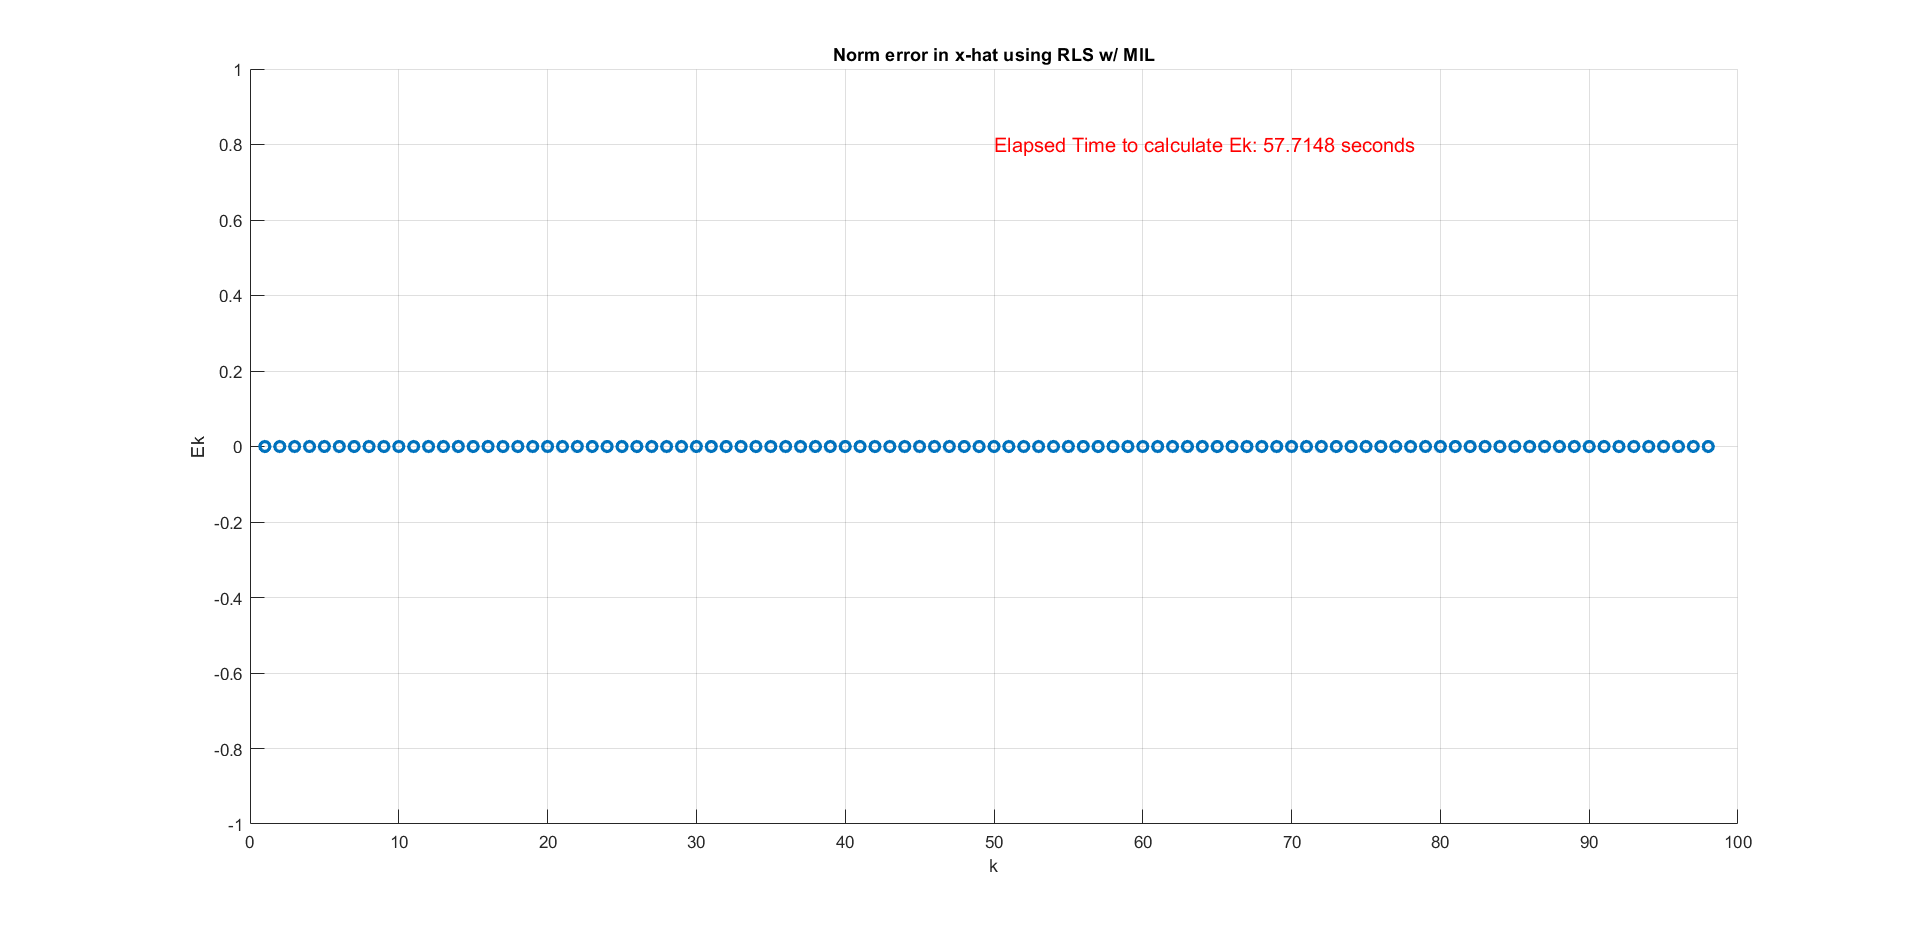 Norm error in x-hat using RLS w/ MIL
1
0.8
Elapsed Time to calculate Ek: 57.7148 seconds
0.6
0.4
0.2
Ek
0
-0.2
-0.4
-0.6
-0.8
-1
0 10 20 30 40 50 60 70 80 90 100
k